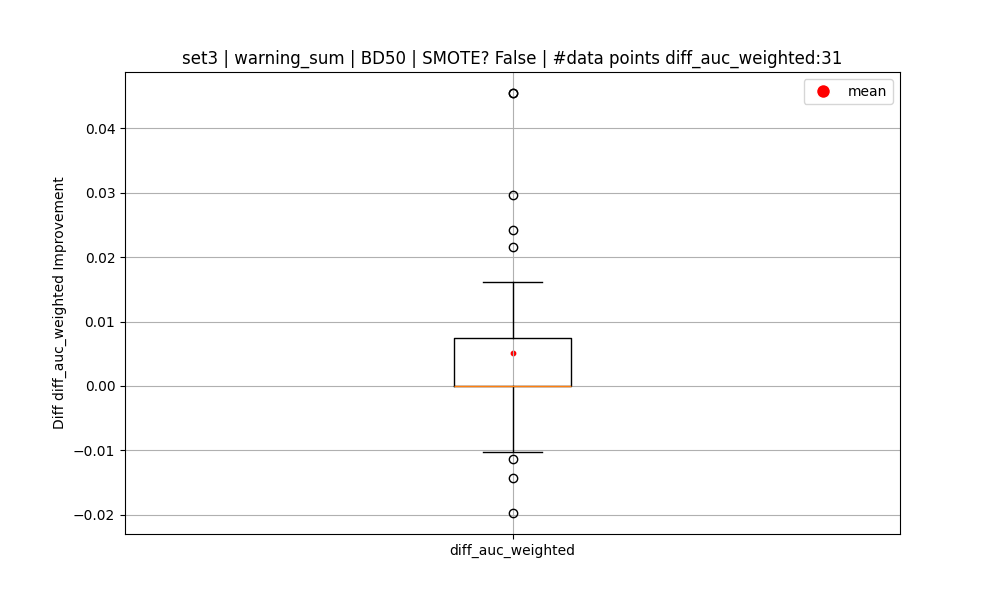 set3 | warning_sum | BD50 | SMOTE? False | #data points diff_auc_weighted:31
mean
Diff diff_auc_weighted Improvement
0.04
0.03
0.02
0.01
0.00
−0.01
−0.02
diff_auc_weighted